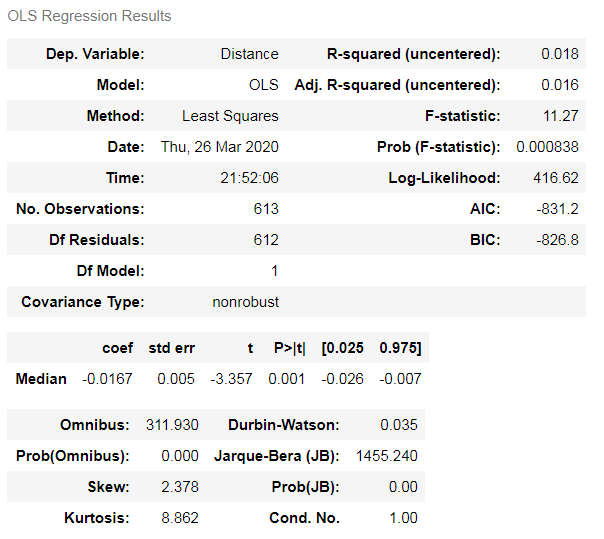 OLS Regression Results
Dep. Variable: Distance R-squared (uncentered): 0.018
Model: OLS Adj. R-squared (uncentered): 0.016
Method: Least Squares F-statistic: 11.27
Date: Thu, 26 Mar 2020 Prob (F-statistic): 0.000838
Time: 21:52:06 Log-Likelihood: 416.62
No. Observations: 613 AIC: -831.2
Df Residuals: 612 BIC: -826.8
Df Model: 1
Covariance Type: nonrobust
coef std err t P>|t| [0.025 0.975]
Median -0.0167 0.005 -3.357 0.001 -0.026 -0.007
Omnibus: 311.930 Durbin-Watson: 0.035
Prob(Omnibus): 0.000 Jarque-Bera (JB): 1455.240
Skew: 2.378 Prob(JB): 0.00
Kurtosis: 8.862 Cond. No. 1.00